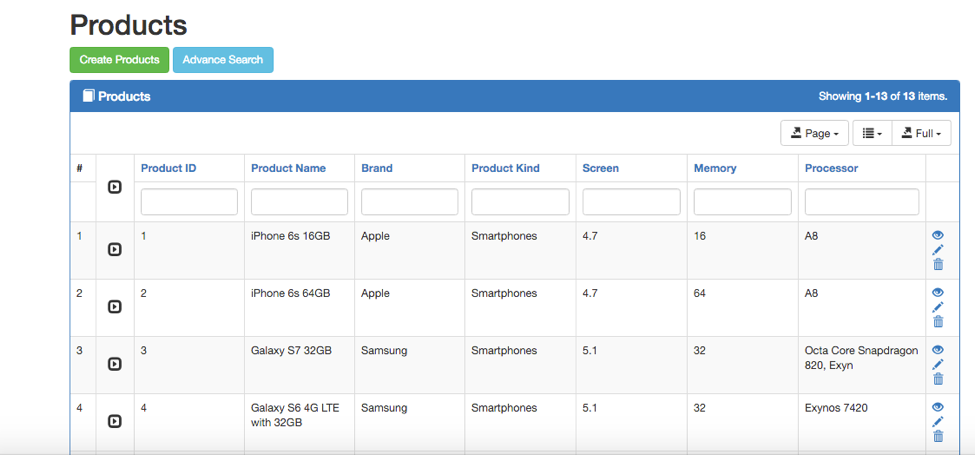 Products
Create Products Advance Search
Products Showing 1-13 of 13 items.
Page Full
# Product ID Product Name Brand Product Kind Screen Memory Processor
1 1 iPhone 6s 16GB Apple Smartphones 4.7 16 A8
2 2 iPhone 6s 64GB Apple Smartphones 4.7 64 A8
3 3 Galaxy S7 32GB Samsung Smartphones 5.1 32 Octa Core Snapdragon
820, Exyn
4 4 Galaxy S6 4G LTE Samsung Smartphones 5.1 32 Exynos 7420
with 32GB